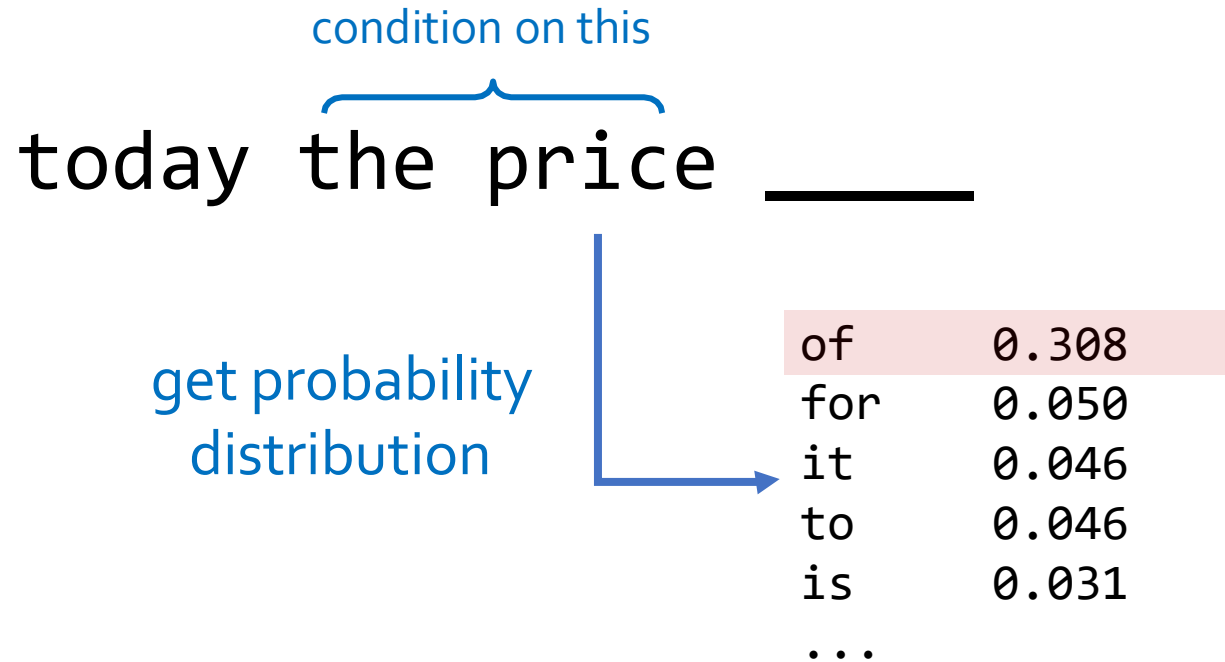 condition on this
today the price ____
get probability
distribution
of 0.308
for 0.050
it 0.046
to 0.046
is 0.031
...